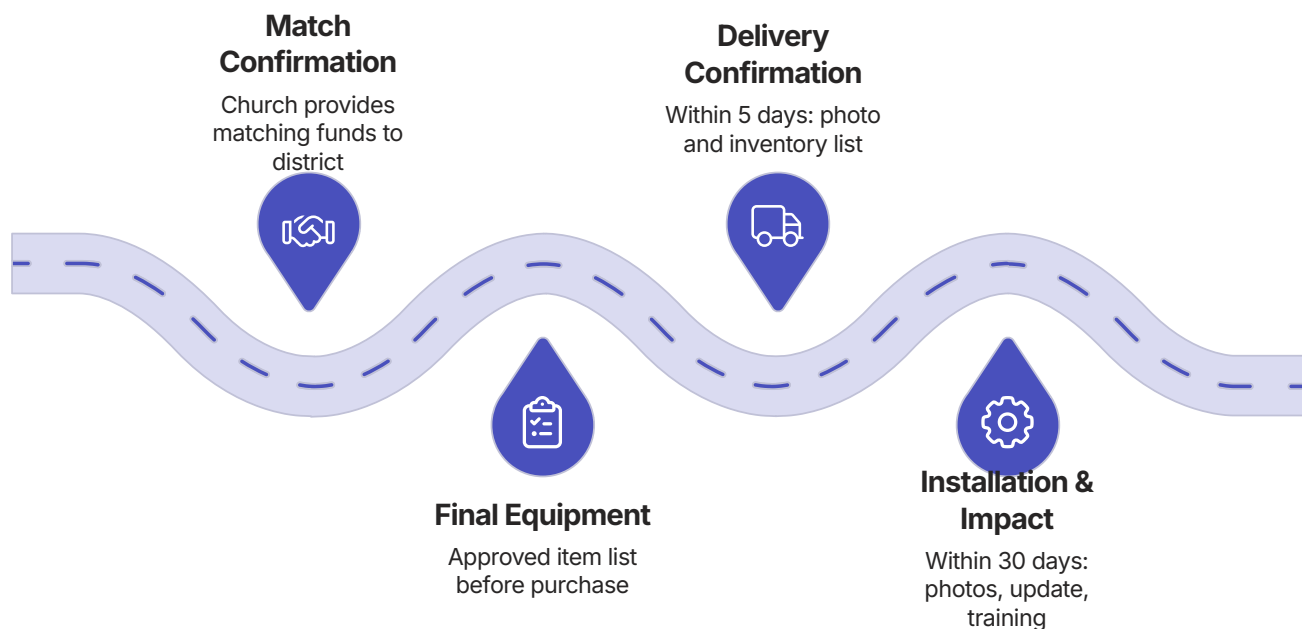 Match
Confirmation
Church provides
matching funds to
district
Delivery
Confirmation
Within 5 days: photo
and inventory list
Final Equipment
Approved item list
before purchase
Installation &
Impact
Within 30 days:
photos, update,
training